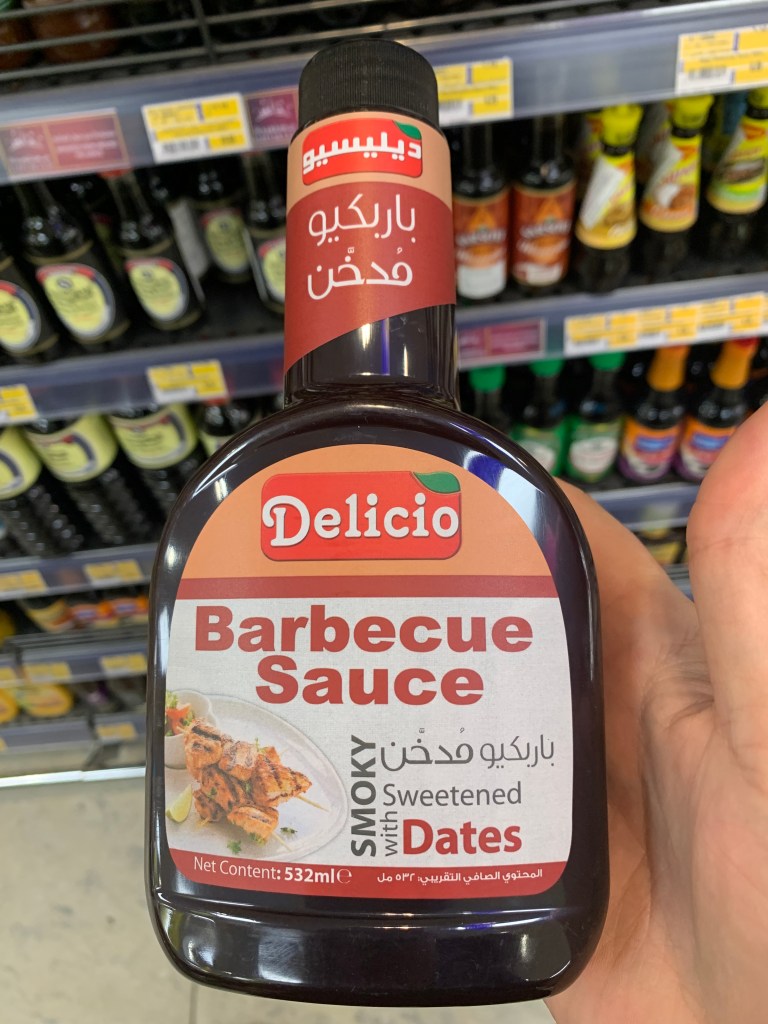 ديليسيو
باربكيو
مُدخَّن
Delicio
Barbecue
Sauce
SMOKY
باربكيو مُدخَّن
Sweetened
with Dates
Net Content: 532ml℮
المحتوي الصافي التقريبي: ٥٣٢ مل